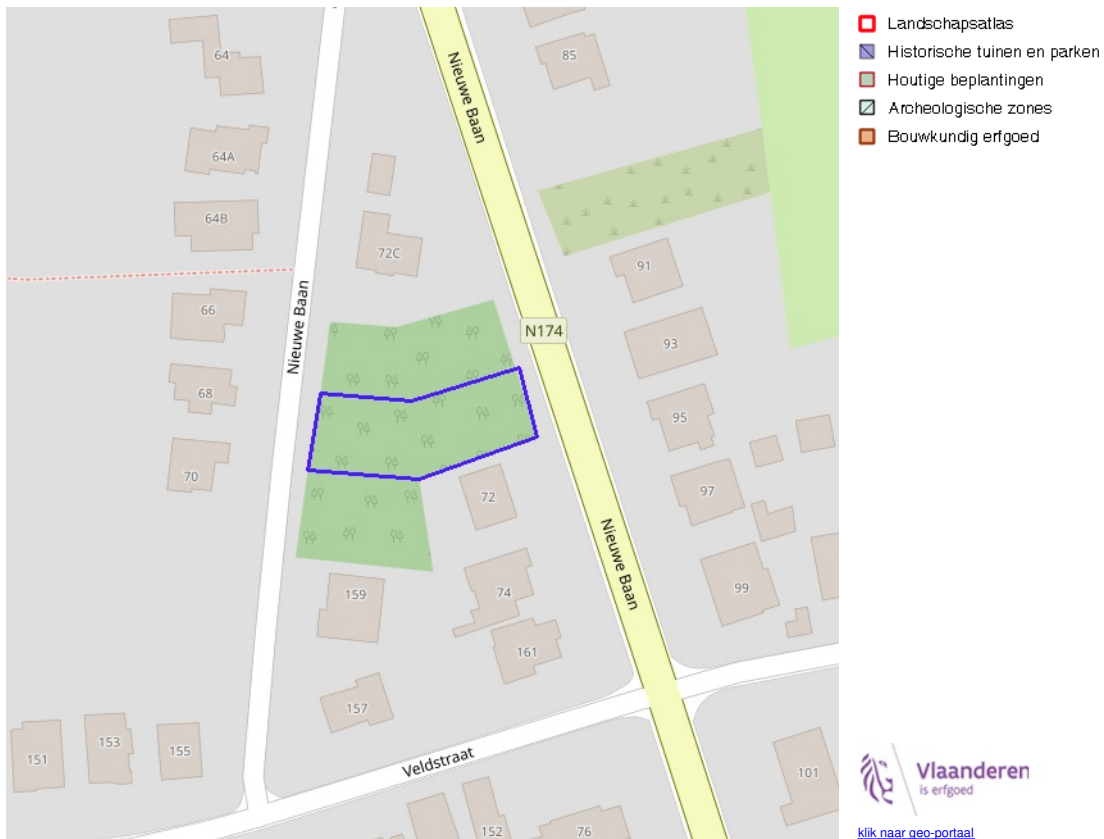 64
64A
64B
66
68
70
72C
Nieuwe Baan
Nieuwe Baan
85
91
N174
93
95
97
99
72
74
161
159
157
Nieuwe Baan
151
153
155
Veldstraat
152
76
101
Landschapsatlas
Historische tuinen en parken
Houtige beplantingen
Archeologische zones
Bouwkundig erfgoed
Vlaanderen
is erfgoed
klik naar geo-portaal